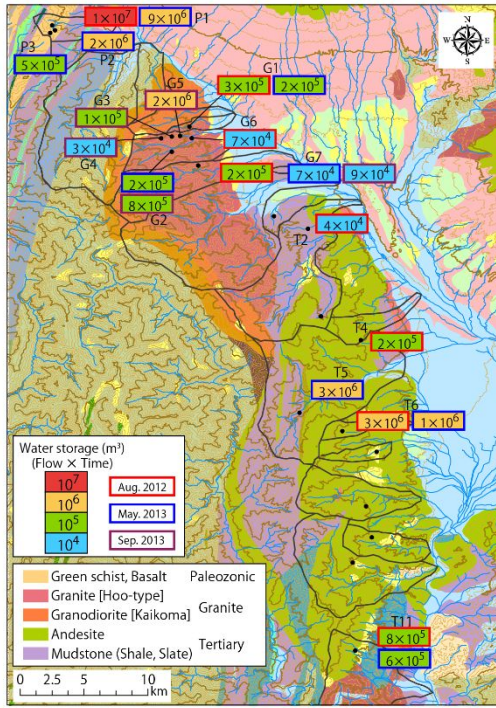 1×10⁷ 9×10⁶ P1
P3
2×10⁶
5×10⁵ P2
G5 G1
2×10⁶ 3×10⁵ 2×10⁵
G3
1×10⁵ G6
3×10⁴ 7×10⁴
G4 G7
2×10⁵ 2×10⁵ 7×10⁴ 9×10⁴
8×10⁵
G2
4×10⁴
T2
T4
2×10⁵
T5
3×10⁶ T6
3×10⁶ 1×10⁶
Water storage (m³)
(Flow × Time)
10⁷ Aug. 2012
10⁶
10⁵ May. 2013
10⁴ Sep. 2013
Green schist, Basalt Paleozonic
Granite [Hoo-type]
Granite
Granodiorite [Kaikoma]
Andesite
Tertiary
Mudstone (Shale, Slate)
T11
8×10⁵
6×10⁵
0 2.5 5 10
km
N
W E
S